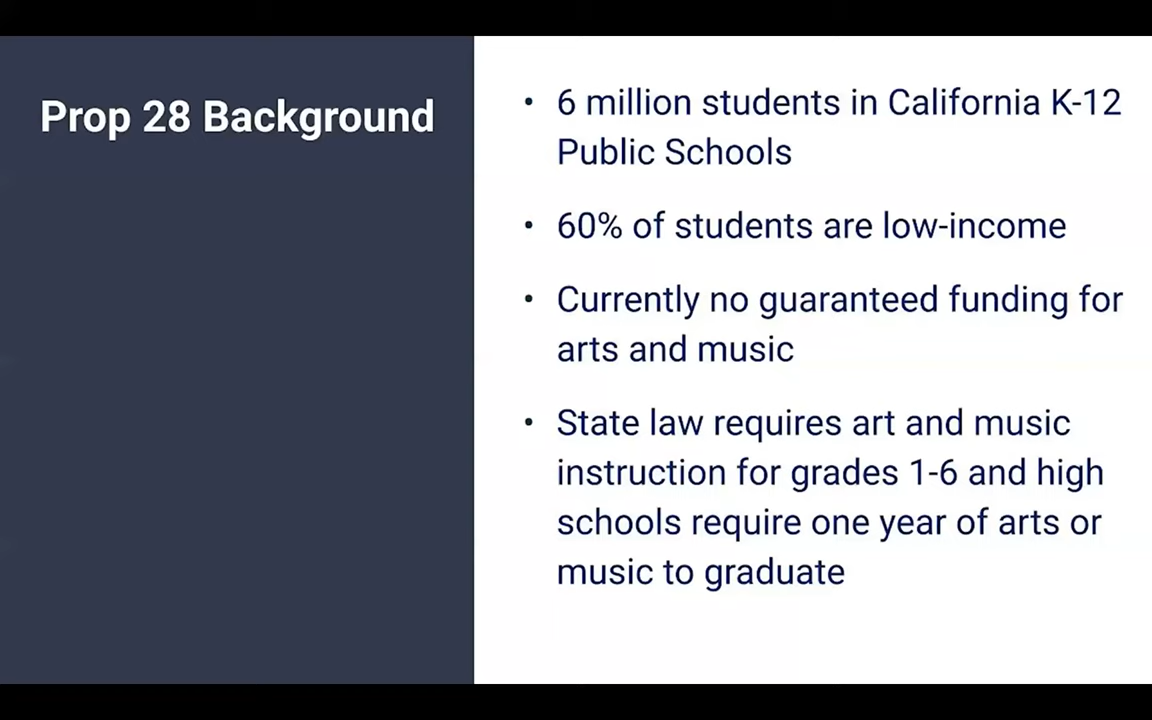 Prop 28 Background
• 6 million students in California K-12
Public Schools
• 60% of students are low-income
• Currently no guaranteed funding for
arts and music
• State law requires art and music
instruction for grades 1-6 and high
schools require one year of arts or
music to graduate